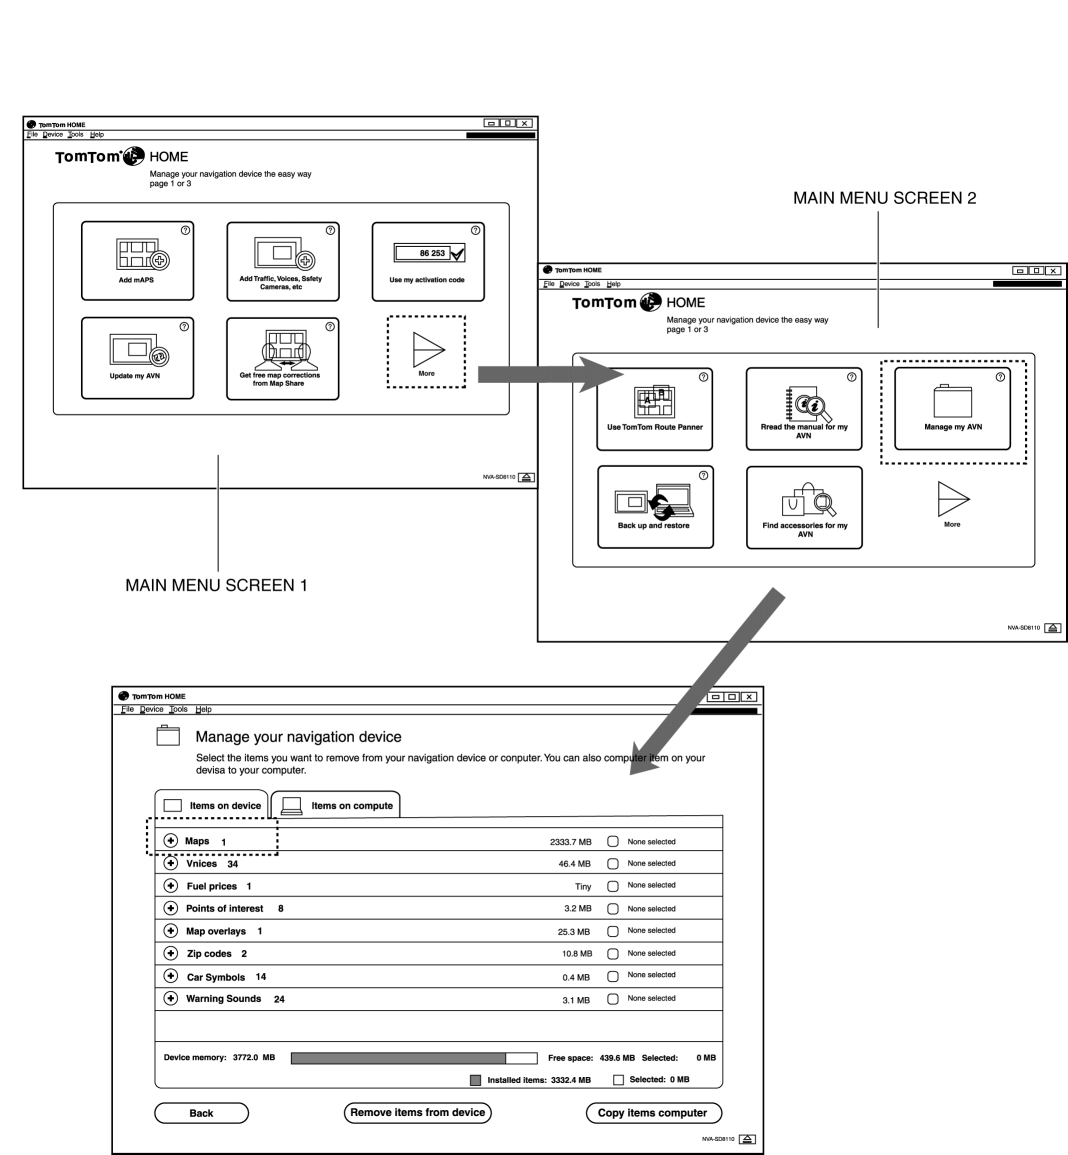 TomTom HOME
File Device Tools Help
TomTom HOME
Manage your navigation device the easy way
page 1 or 3
?
Add mAPS
?
Add Traffic, Voices, Ssfety
Cameras, etc
?
86 253
Use my activation code
?
Update my AVN
?
Get free map corrections
from Map Share
More
NVA-SD8110
MAIN MENU SCREEN 1
MAIN MENU SCREEN 2
TomTom HOME
File Device Tools Help
TomTom HOME
Manage your navigation device the easy way
page 1 or 3
?
A B
Use TomTom Route Panner
?
i i
Rread the manual for my
AVN
?
Manage my AVN
?
Back up and restore
Find accessories for my
AVN
More
NVA-SD8110
TomTom HOME
File Device Tools Help
Manage your navigation device
Select the items you want to remove from your navigation device or conputer. You can also computer item on your
devisa to your computer.
Items on device Items on compute
Maps 1 2333.7 MB None selected
Vnices 34 46.4 MB None selected
Fuel prices 1 Tiny None selected
Points of interest 8 3.2 MB None selected
Map overlays 1 25.3 MB None selected
Zip codes 2 10.8 MB None selected
Car Symbols 14 0.4 MB None selected
Warning Sounds 24 3.1 MB None selected
Device memory: 3772.0 MB Free space: 439.6 MB Selected: 0 MB
Installed items: 3332.4 MB Selected: 0 MB
Back Remove items from device Copy items computer
NVA-SD8110